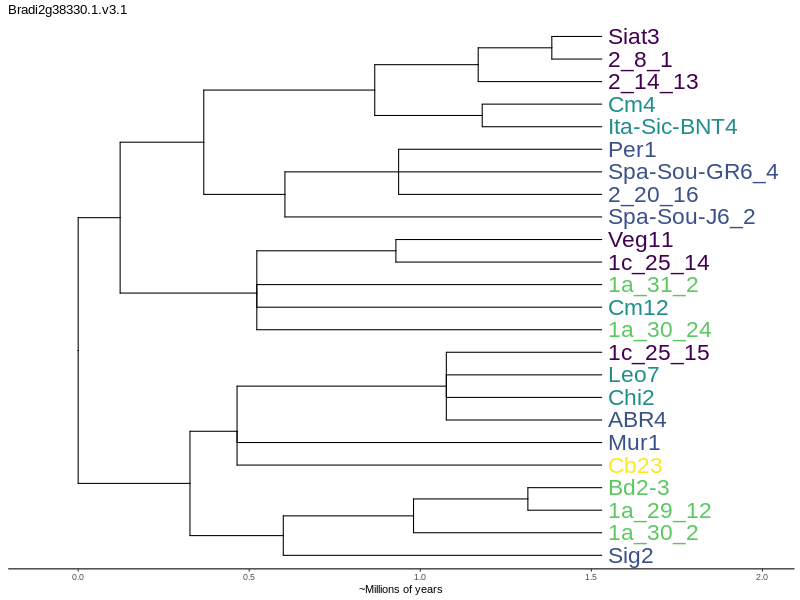 Bradi2g38330.1.v3.1
Siat3
2_8_1
2_14_13
Cm4
Ita-Sic-BNT4
Per1
Spa-Sou-GR6_4
2_20_16
Spa-Sou-J6_2
Veg11
1c_25_14
1a_31_2
Cm12
1a_30_24
1c_25_15
Leo7
Chi2
ABR4
Mur1
Cb23
Bd2-3
1a_29_12
1a_30_2
Sig2
0.0 0.5 1.0 1.5 2.0
~Millions of years